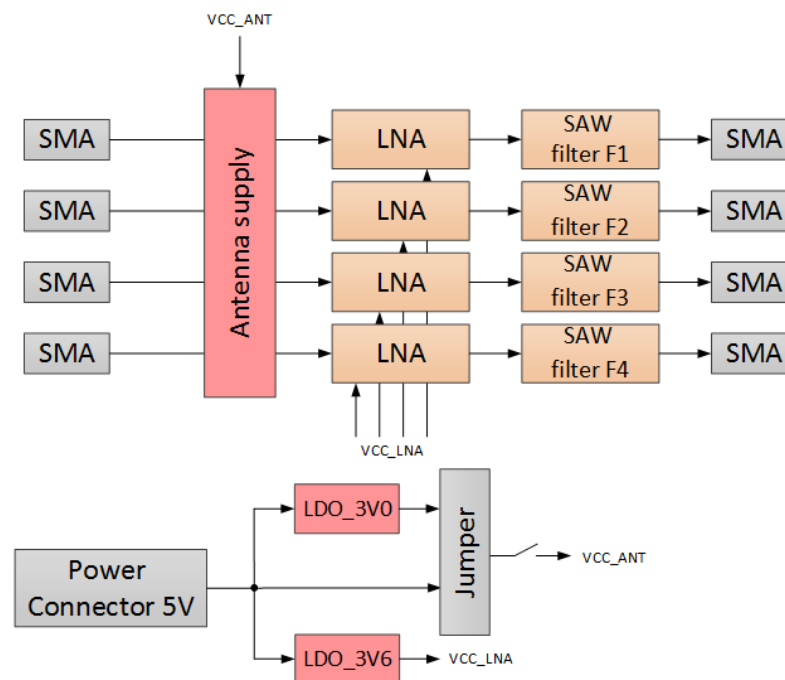 VCC_ANT
SMA
LNA
SAW
filter F1
SMA
SMA
LNA
SAW
filter F2
SMA
SMA
LNA
SAW
filter F3
SMA
SMA
LNA
SAW
filter F4
SMA
Antenna supply
VCC_LNA
LDO_3V0
Jumper
VCC_ANT
Power
Connector 5V
LDO_3V6
VCC_LNA